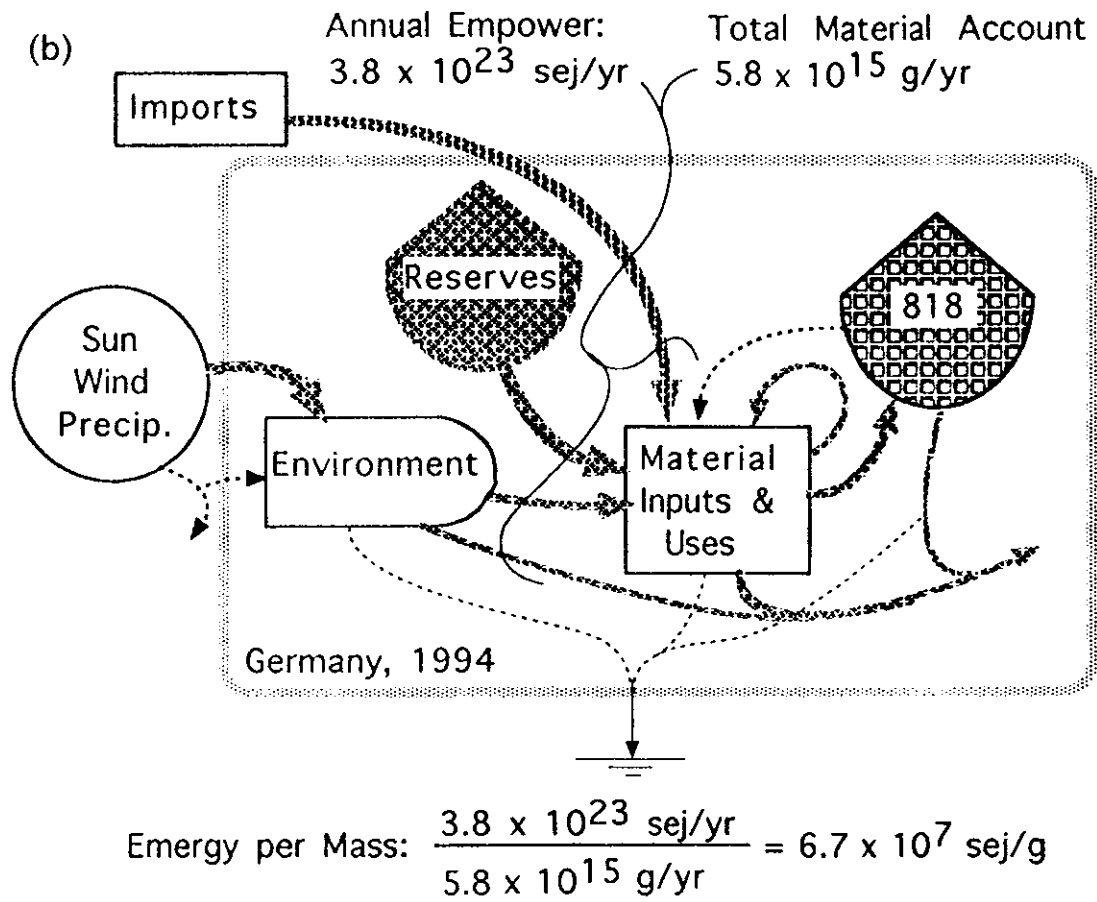 (b)
Annual Empower:
3.8 x 10^23 sej/yr
Total Material Account
5.8 x 10^15 g/yr
Imports
Reserves
818
Sun
Wind
Precip.
Environment
Material
Inputs &
Uses
Germany, 1994
Emergy per Mass: 3.8 x 10^23 sej/yr / 5.8 x 10^15 g/yr = 6.7 x 10^7 sej/g